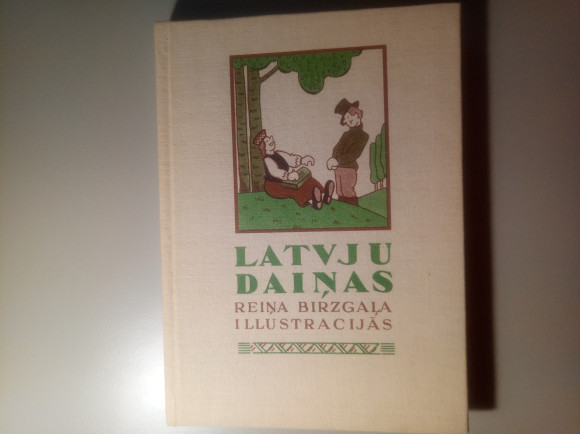 LATVJU
DAIŅAS
REIŅA BIRZGAĻA
ILLUSTRACIJĀS